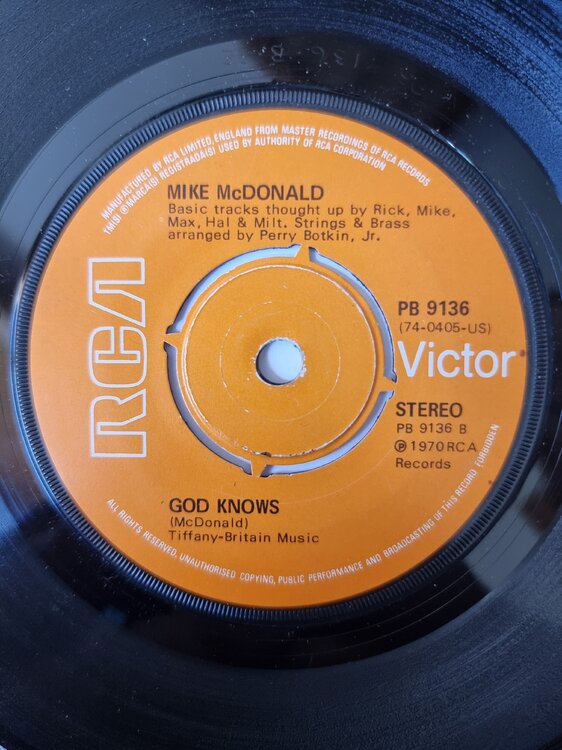 MANUFACTURED BY RCA LIMITED, ENGLAND FROM MASTER RECORDINGS OF RCA RECORDS
TM(S) ® MARCA(S) REGISTRADA(S) USED BY AUTHORITY OF RCA CORPORATION
MIKE McDONALD
Basic tracks thought up by Rick, Mike,
Max, Hal & Milt. Strings & Brass
arranged by Perry Botkin, Jr.
RCA
PB 9136
(74-0405-US)
Victor
STEREO
PB 9136 B
℗ 1970 RCA
Records
GOD KNOWS
(McDonald)
Tiffany-Britain Music
ALL RIGHTS RESERVED. UNAUTHORISED COPYING, PUBLIC PERFORMANCE AND BROADCASTING OF THIS RECORD FORBIDDEN